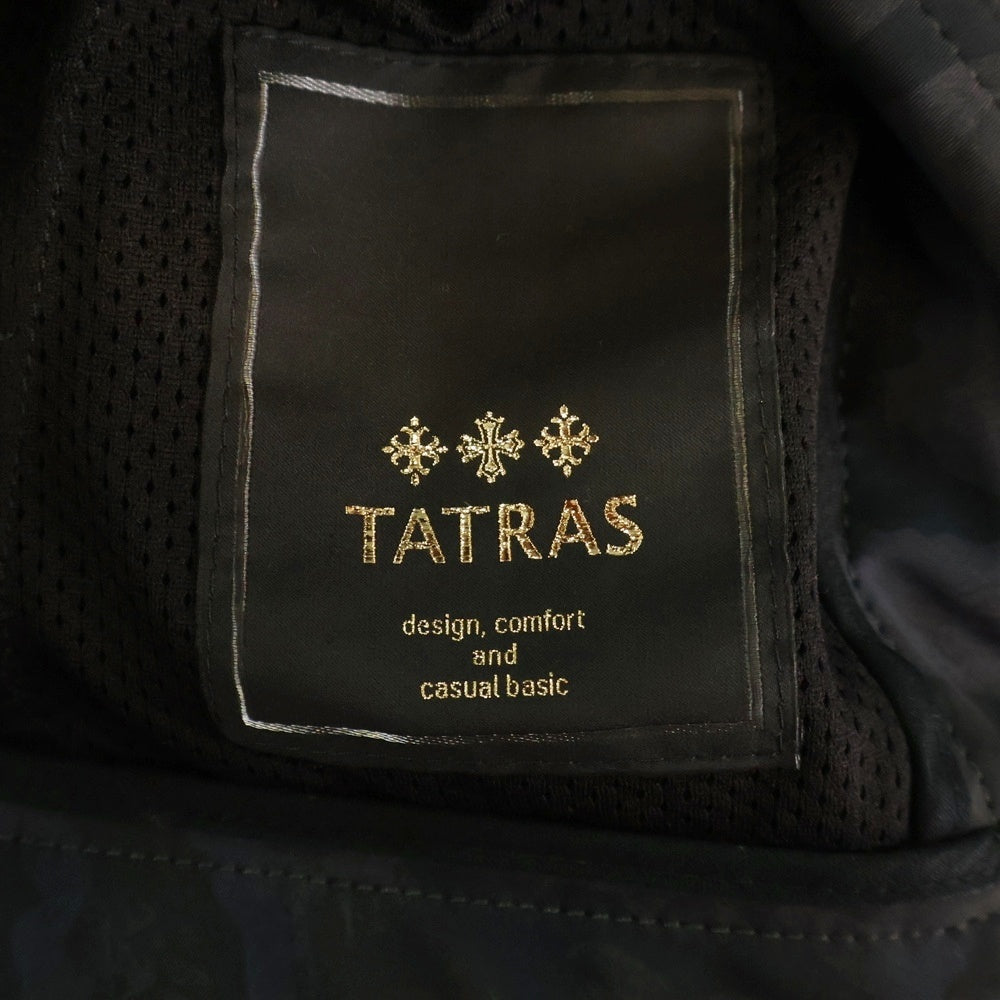 TATRAS
design, comfort
and
casual basic